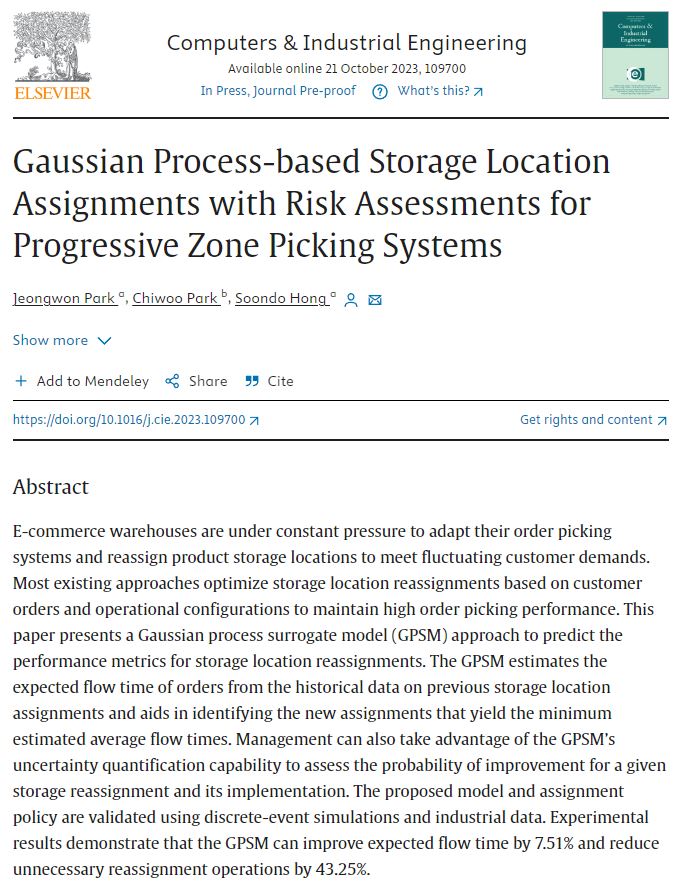 ELSEVIER
Computers & Industrial Engineering
Available online 21 October 2023, 109700
In Press, Journal Pre-proof ? What's this?
Computers &
Industrial
Engineering
Gaussian Process-based Storage Location
Assignments with Risk Assessments for
Progressive Zone Picking Systems
Jeongwon Park a, Chiwoo Park b, Soondo Hong a
Show more
Add to Mendeley Share Cite
https://doi.org/10.1016/j.cie.2023.109700 Get rights and content
Abstract
E-commerce warehouses are under constant pressure to adapt their order picking
systems and reassign product storage locations to meet fluctuating customer demands.
Most existing approaches optimize storage location reassignments based on customer
orders and operational configurations to maintain high order picking performance. This
paper presents a Gaussian process surrogate model (GPSM) approach to predict the
performance metrics for storage location reassignments. The GPSM estimates the
expected flow time of orders from the historical data on previous storage location
assignments and aids in identifying the new assignments that yield the minimum
estimated average flow times. Management can also take advantage of the GPSM's
uncertainty quantification capability to assess the probability of improvement for a given
storage reassignment and its implementation. The proposed model and assignment
policy are validated using discrete-event simulations and industrial data. Experimental
results demonstrate that the GPSM can improve expected flow time by 7.51% and reduce
unnecessary reassignment operations by 43.25%.